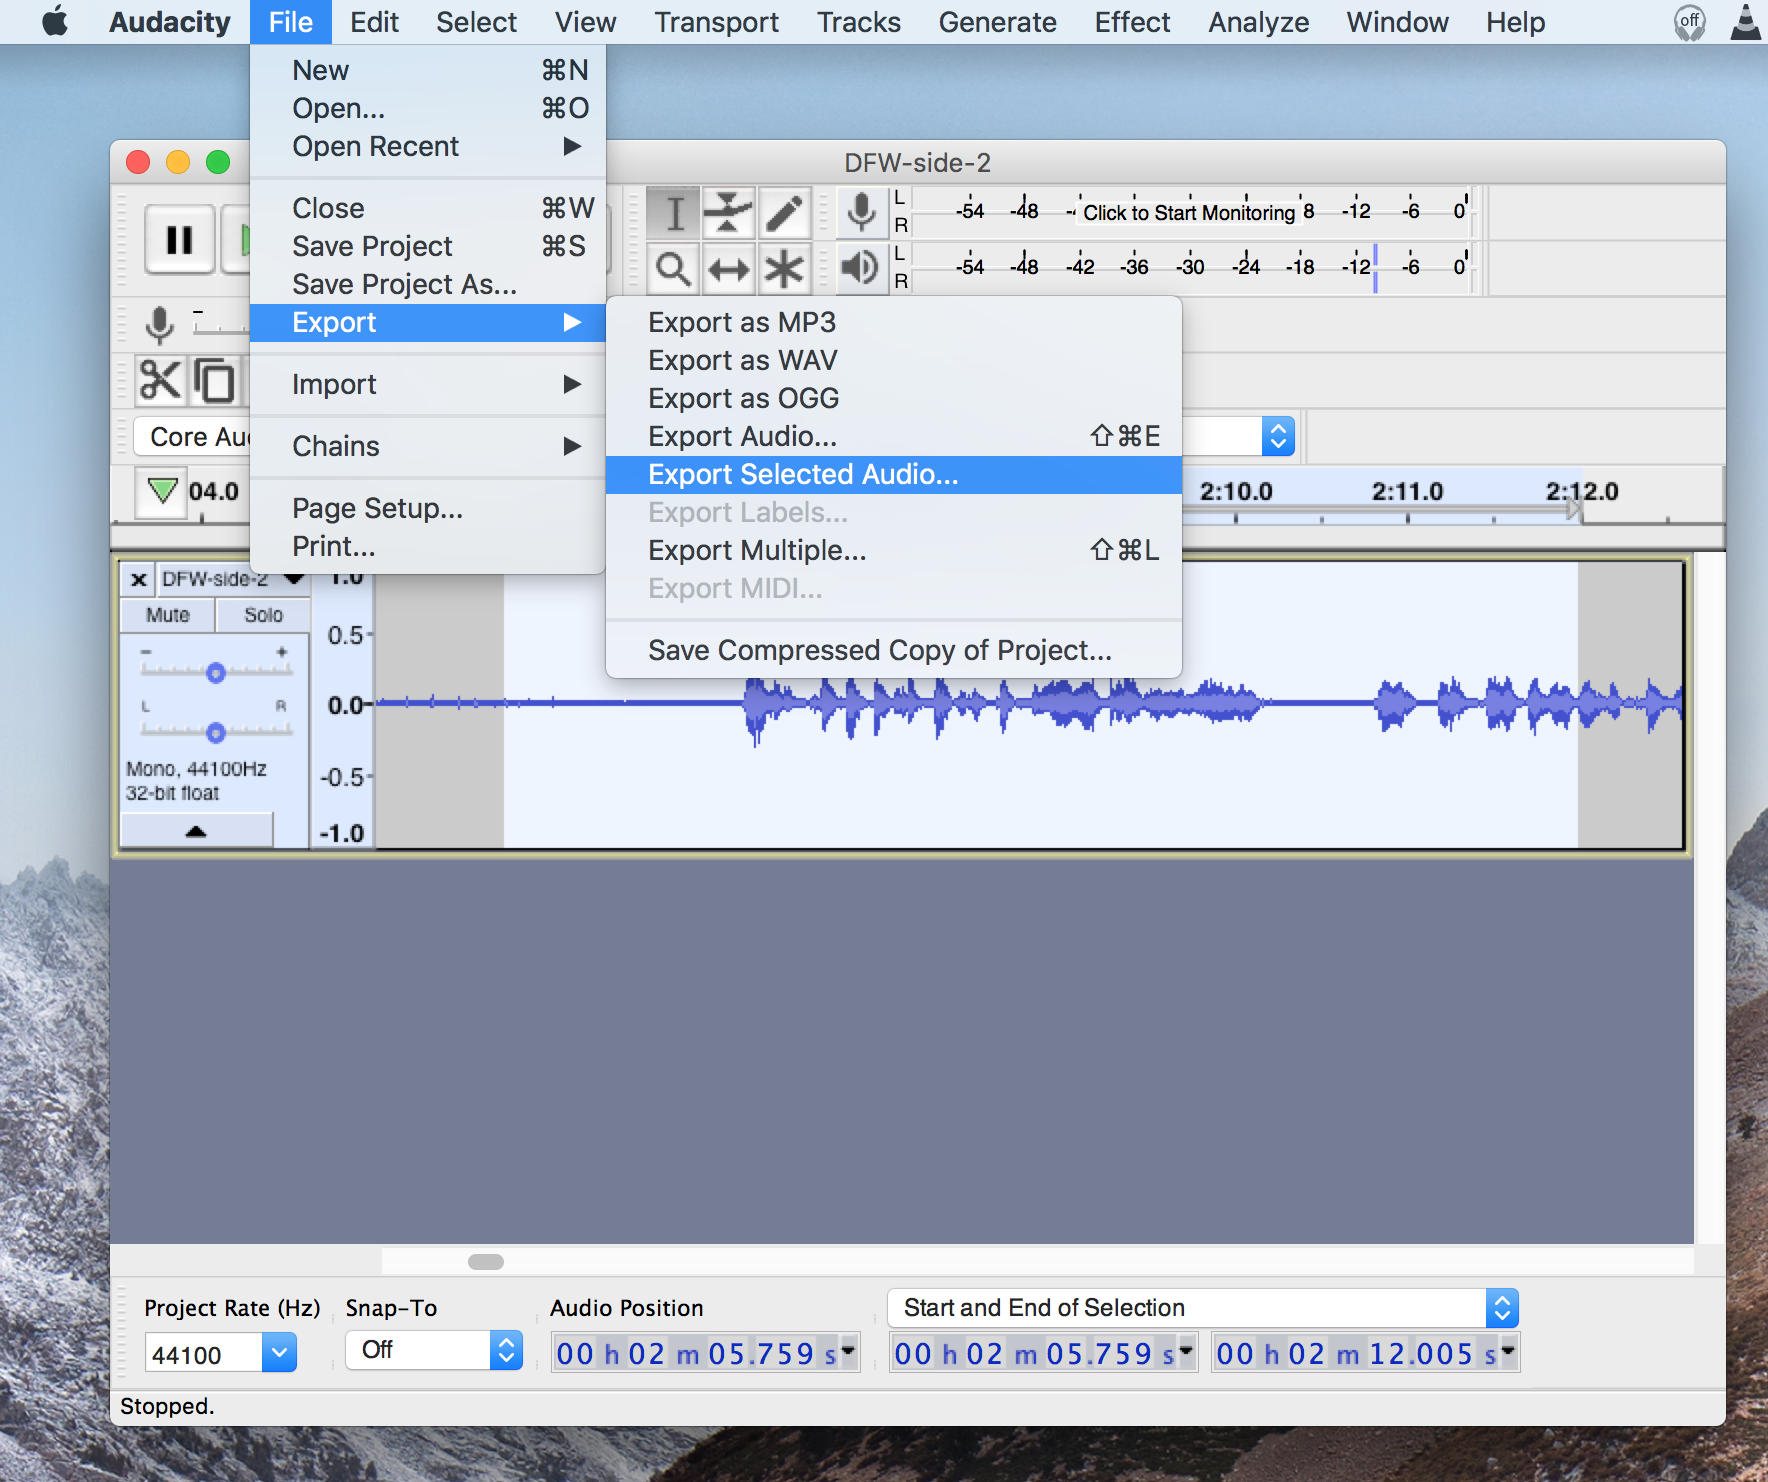 Audacity File Edit Select View Transport Tracks Generate Effect Analyze Window Help off
New ⌘N
Open... ⌘O
Open Recent ▶
Close ⌘W
Save Project ⌘S
Save Project As...
Export ▶
Import ▶
Chains ▶
Page Setup...
Print...
DFW-side-2
L
R
-54 -48 -4 Click to Start Monitoring 8 -12 -6 0
L
R
-54 -48 -42 -36 -30 -24 -18 -12 -6 0
Export as MP3
Export as WAV
Export as OGG
Export Audio... ⇧⌘E
Export Selected Audio...
Export Labels...
Export Multiple... ⇧⌘L
Export MIDI...
Save Compressed Copy of Project...
Core Au
04.0 2:10.0 2:11.0 2:12.0
x DFW-side-2
Mute Solo
- +
L R
Mono, 44100Hz
32-bit float
1.0
0.5
0.0
-0.5
-1.0
Project Rate (Hz) Snap-To Audio Position Start and End of Selection
44100 Off 00 h 02 m 05.759 s 00 h 02 m 05.759 s 00 h 02 m 12.005 s
Stopped.